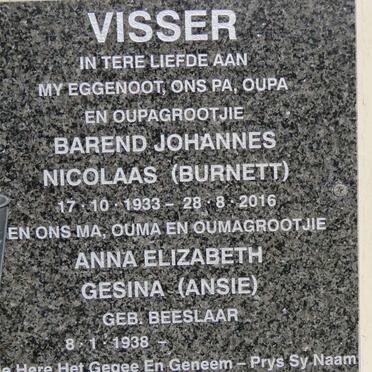 VISSER
IN TERE LIEFDE AAN
MY EGGENOOT, ONS PA, OUPA
EN OUPAGROOTJIE
BAREND JOHANNES
NICOLAAS (BURNETT)
17 · 10 · 1933 – 28 · 8 · 2016
EN ONS MA, OUMA EN OUMAGROOTJIE
ANNA ELIZABETH
GESINA (ANSIE)
GEB. BEESLAAR
8 · 1 · 1938 –
Here Het Gegee En Geneem – Prys Sy Naam